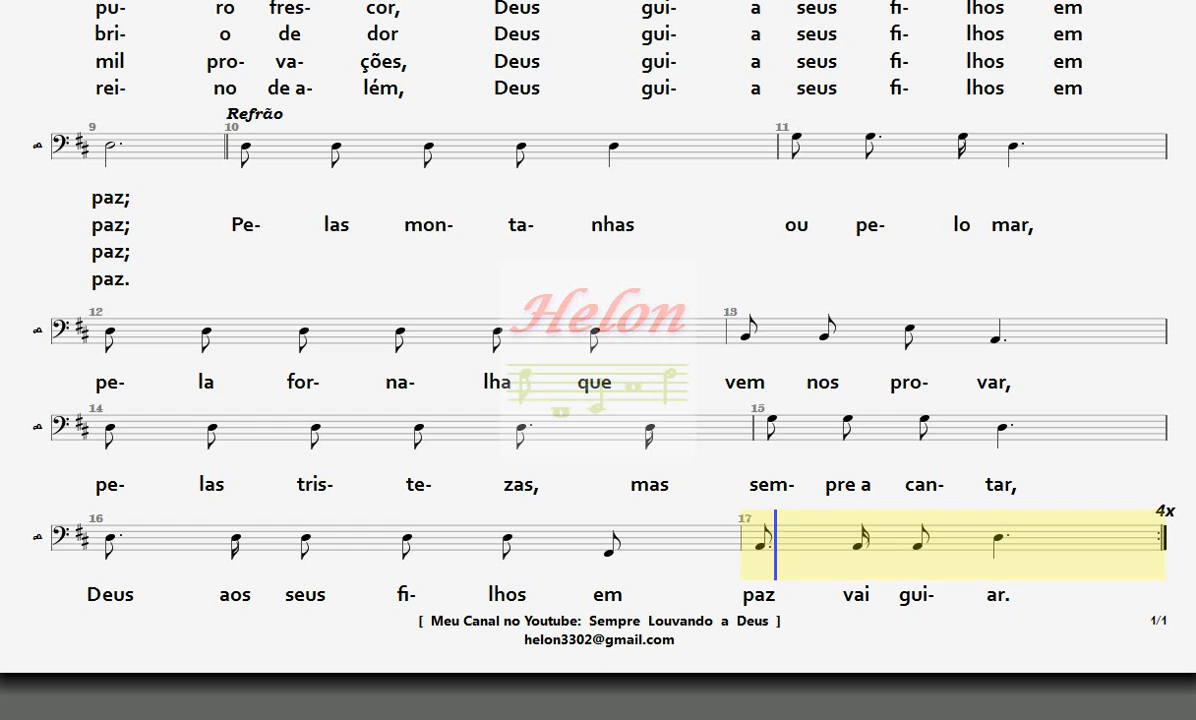 pu- ro fres- cor, Deus gui- a seus fi- lhos em
bri- o de dor Deus gui- a seus fi- lhos em
mil pro- va- ções, Deus gui- a seus fi- lhos em
rei- no de a- lém, Deus gui- a seus fi- lhos em
Refrão
9 10 11
paz;
paz; Pe- las mon- ta- nhas ou pe- lo mar,
paz;
paz.
Helon
12 13
pe- la for- na- lha que vem nos pro- var,
14 15
pe- las tris- te- zas, mas sem- pre a can- tar,
4x
16 17
Deus aos seus fi- lhos em paz vai gui- ar.
[ Meu Canal no Youtube: Sempre Louvando a Deus ] 1/1
helon3302@gmail.com